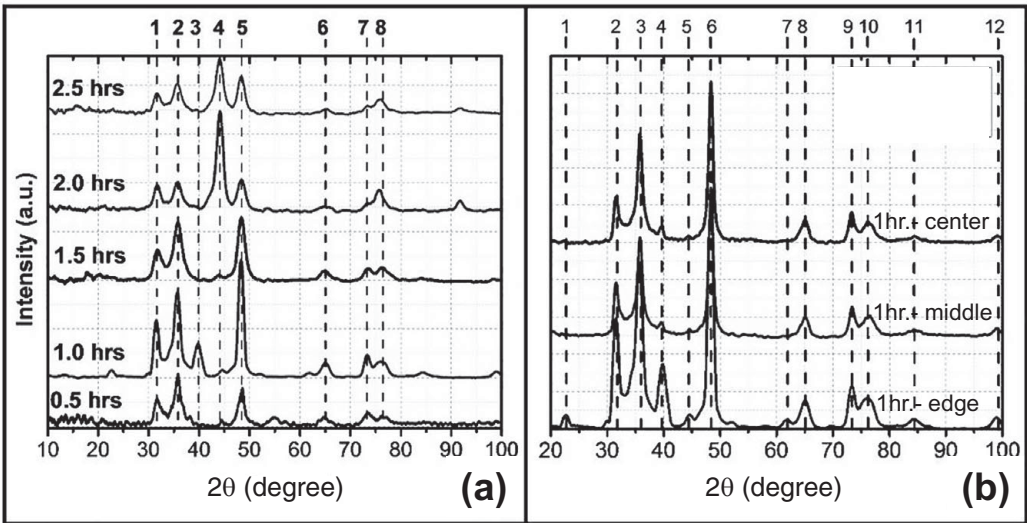 1 2 3 4 5 6 7 8
2.5 hrs
2.0 hrs
1.5 hrs
1.0 hrs
0.5 hrs
Intensity (a.u.)
10 20 30 40 50 60 70 80 90 100
2θ (degree)
(a)
1 2 3 4 5 6 7 8 9 10 11 12
1hr.- center
1hr.- middle
1hr.- edge
20 30 40 50 60 70 80 90 100
2θ (degree)
(b)